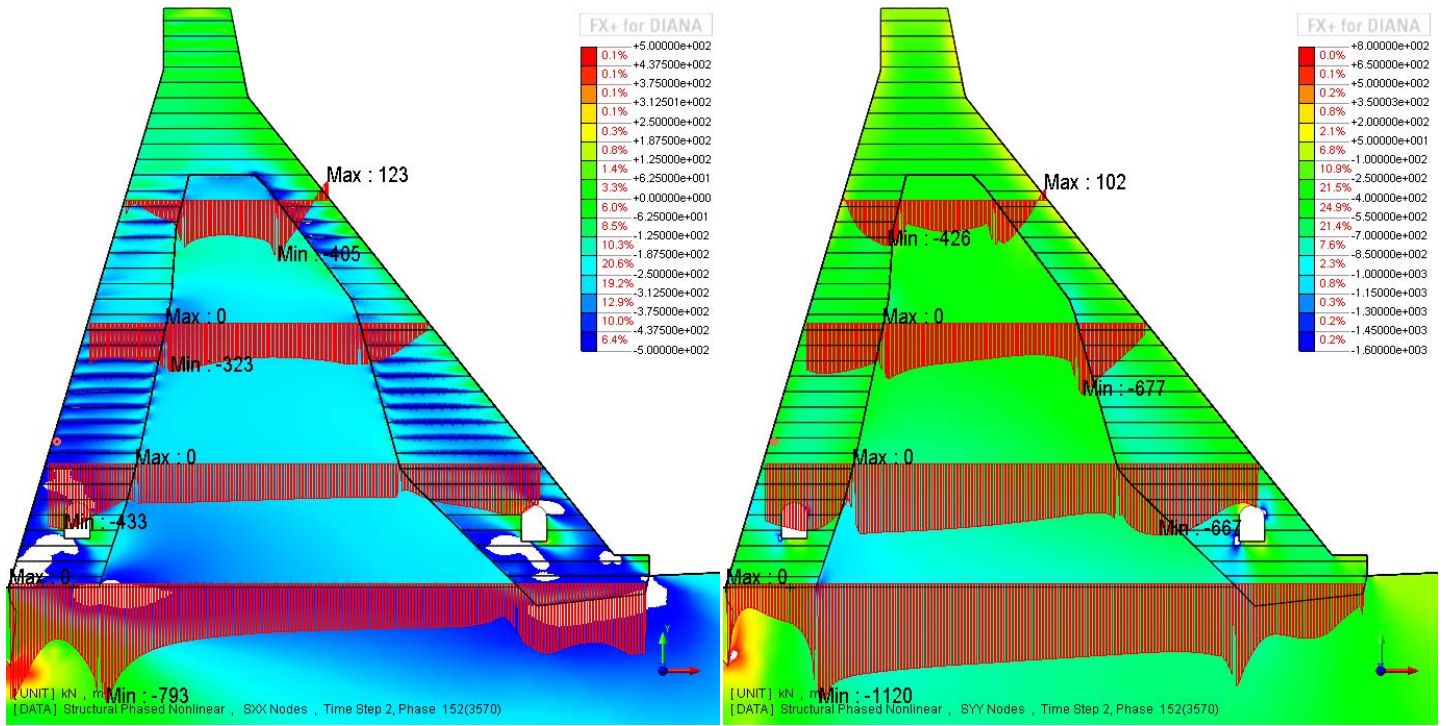 FX+ for DIANA
+5.00000e+002
0.1%
+4.37500e+002
0.1%
+3.75000e+002
0.1%
+3.12501e+002
0.1%
+2.50000e+002
0.3%
+1.87500e+002
0.8%
+1.25000e+002
1.4%
+6.25000e+001
3.3%
+0.00000e+000
6.0%
-6.25000e+001
8.5%
-1.25000e+002
10.3%
-1.87500e+002
20.6%
-2.50000e+002
19.2%
-3.12500e+002
12.9%
-3.75000e+002
10.0%
-4.37500e+002
6.4%
-5.00000e+002
Max : 123
Min : -405
Max : 0
Min : -323
Max : 0
Min : -433
Max : 0
Min : -793
Y
[UNIT] kN , m
[DATA] Structural Phased Nonlinear , SXX Nodes , Time Step 2, Phase 152(3570)
FX+ for DIANA
+8.00000e+002
0.0%
+6.50000e+002
0.1%
+5.00000e+002
0.2%
+3.50003e+002
0.8%
+2.00000e+002
2.1%
+5.00000e+001
6.8%
-1.00000e+002
10.9%
-2.50000e+002
21.5%
-4.00000e+002
24.9%
-5.50000e+002
21.4%
-7.00000e+002
7.6%
-8.50000e+002
2.3%
-1.00000e+003
0.8%
-1.15000e+003
0.3%
-1.30000e+003
0.2%
-1.45000e+003
0.2%
-1.60000e+003
Max : 102
Min : -426
Max : 0
Min : -677
Max : 0
Min : -667
Max : 0
Min : -1120
[UNIT] kN , m
[DATA] Structural Phased Nonlinear , SYY Nodes , Time Step 2, Phase 152(3570)